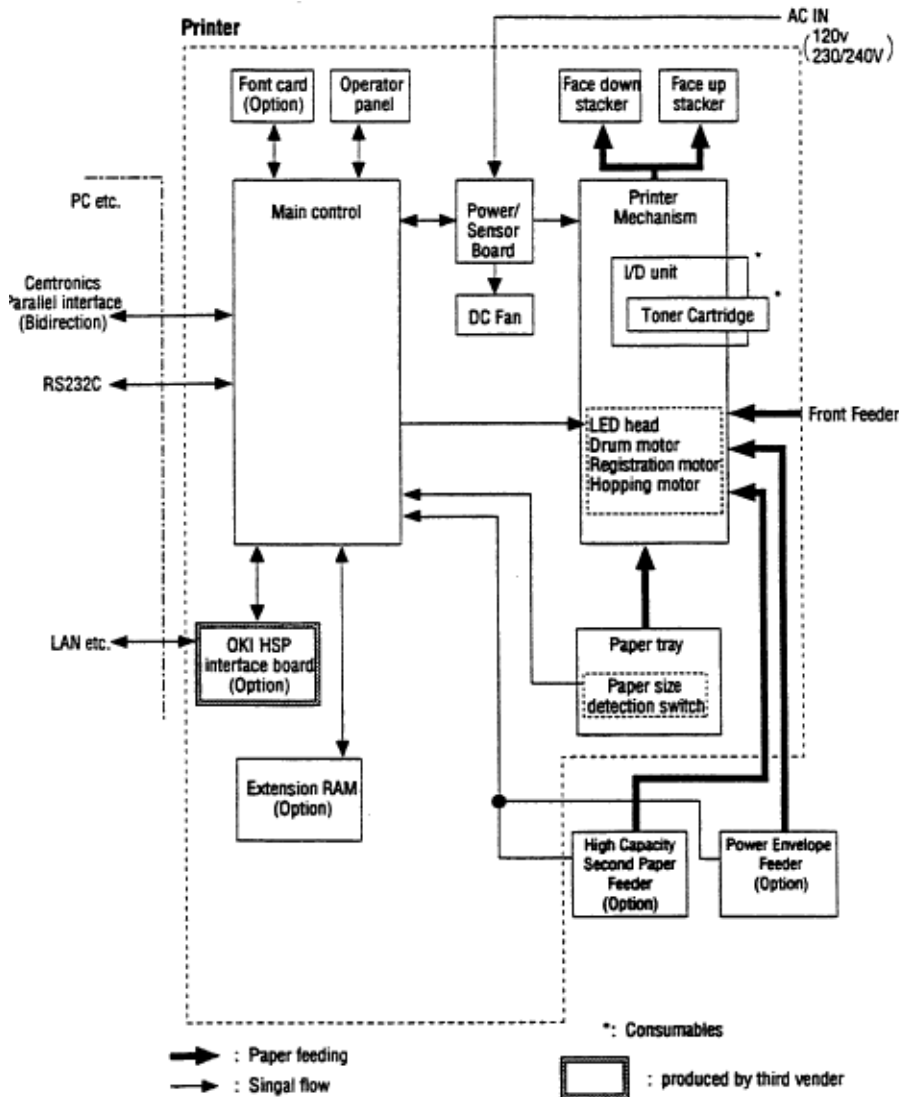 AC IN
(120v
230/240V)
Printer
Font card
(Option)
Operator
panel
Face down
stacker
Face up
stacker
PC etc.
Main control
Power/
Sensor
Board
Printer
Mechanism
I/D unit
*
Toner Cartridge
*
DC Fan
Centronics
Parallel interface
(Bidirection)
RS232C
Front Feeder
LED head
Drum motor
Registration motor
Hopping motor
LAN etc.
OKI HSP
interface board
(Option)
Paper tray
Paper size
detection switch
Extension RAM
(Option)
High Capacity
Second Paper
Feeder
(Option)
Power Envelope
Feeder
(Option)
*: Consumables
: Paper feeding
: Singal flow
: produced by third vender